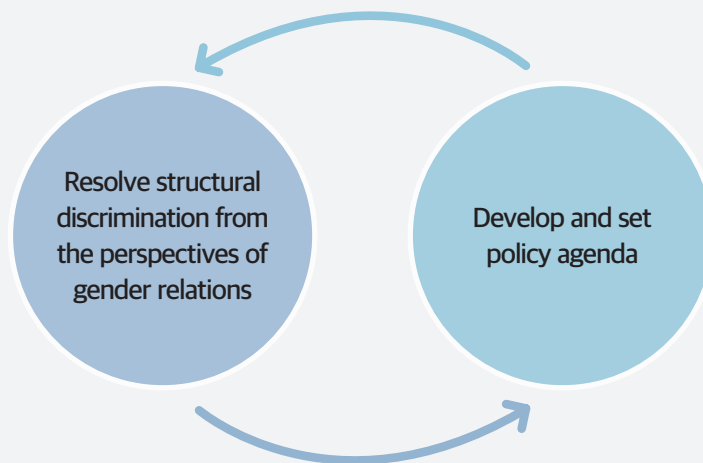 Resolve structural
discrimination from
the perspectives of
gender relations
Develop and set
policy agenda